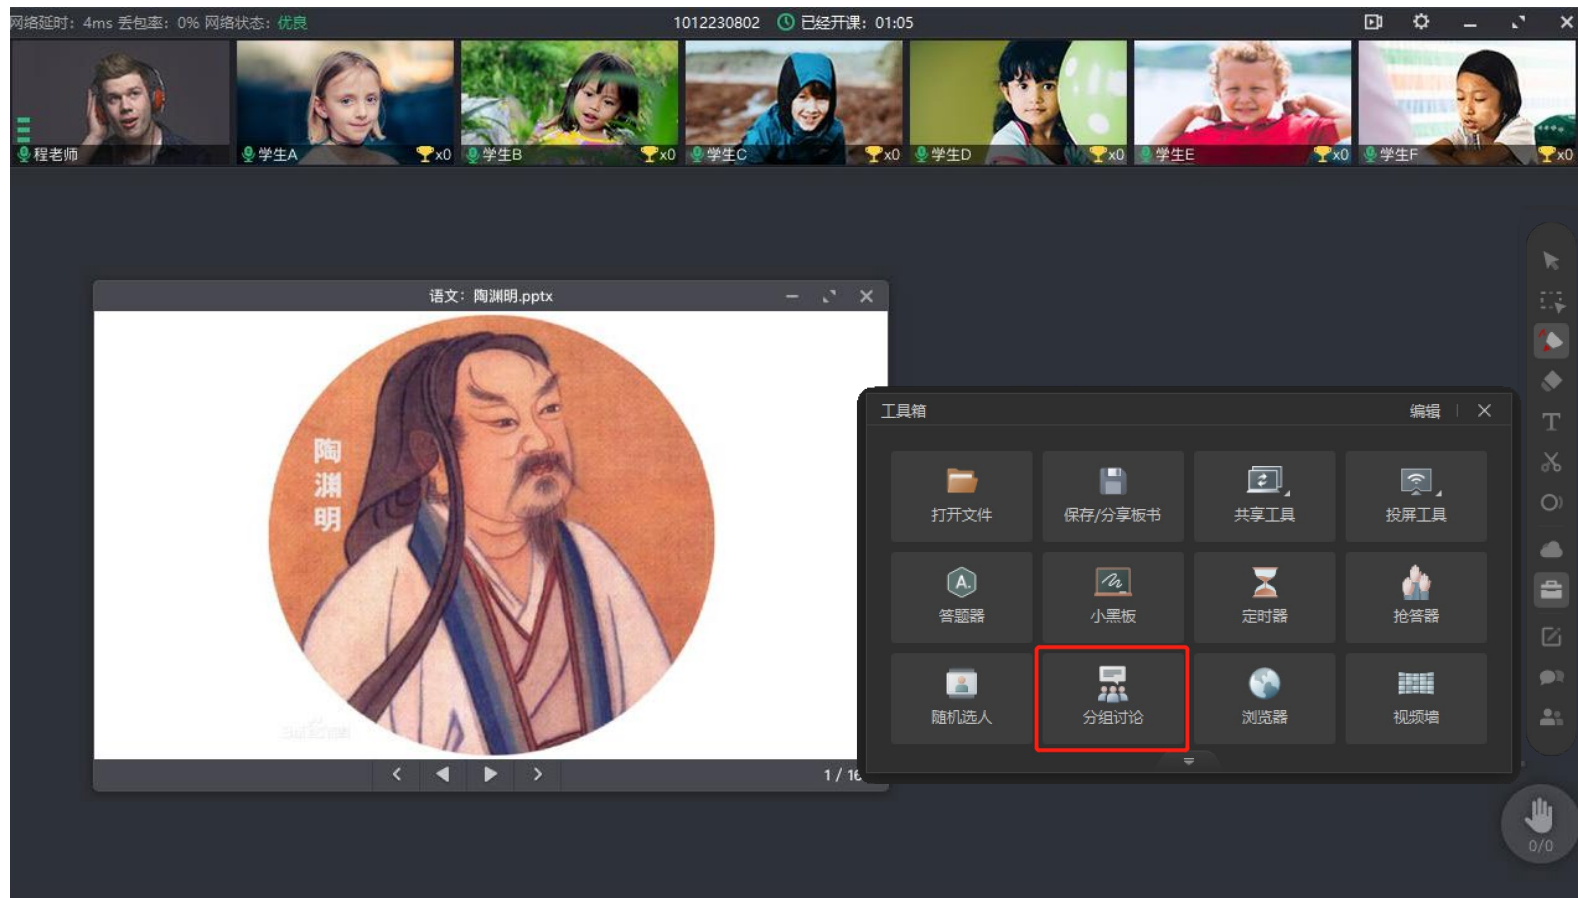 网络延时：4ms 丢包率：0% 网络状态：优良
1012230802 已经开课：01:05
程老师
学生A x0
学生B x0
学生C x0
学生D x0
学生E x0
学生F x0
语文：陶渊明.pptx
陶
渊
明
1 / 16
工具箱 编辑
打开文件 保存/分享板书 共享工具 投屏工具
A.
答题器 小黑板 定时器 抢答器
随机选人 分组讨论 浏览器 视频墙
T
0/0